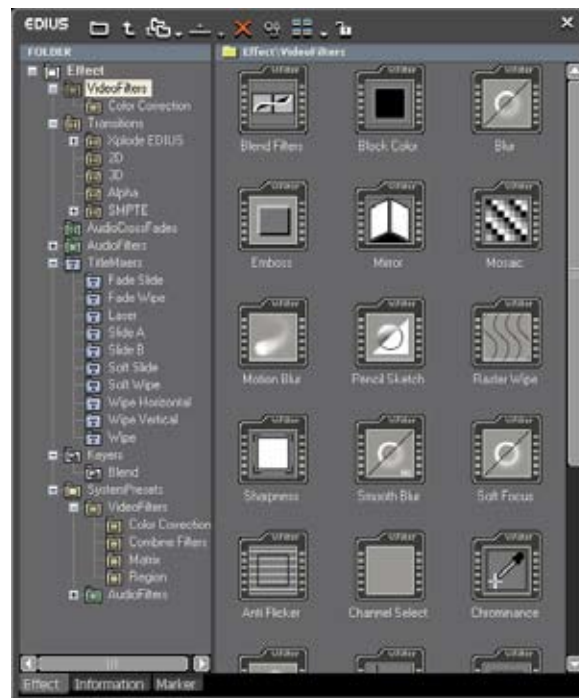 EDIUS
FOLDER
Effect\VideoFilters
Effect
VideoFilters
Color Correction
Transitions
Xplode EDIUS
2D
3D
Alpha
SMPTE
AudioCrossFades
AudioFilters
TitleMixers
Fade Slide
Fade Wipe
Laser
Slide A
Slide B
Soft Slide
Soft Wipe
Wipe Horizontal
Wipe Vertical
Wipe
Keyers
Blend
SystemPresets
VideoFilters
Color Correction
Combine Filters
Matrix
Region
AudioFilters
Blend Filters Block Color Blur
Emboss Mirror Mosaic
Motion Blur Pencil Sketch Raster Wipe
Sharpness Smooth Blur Soft Focus
Anti Flicker Channel Select Chrominance
Effect Information Marker